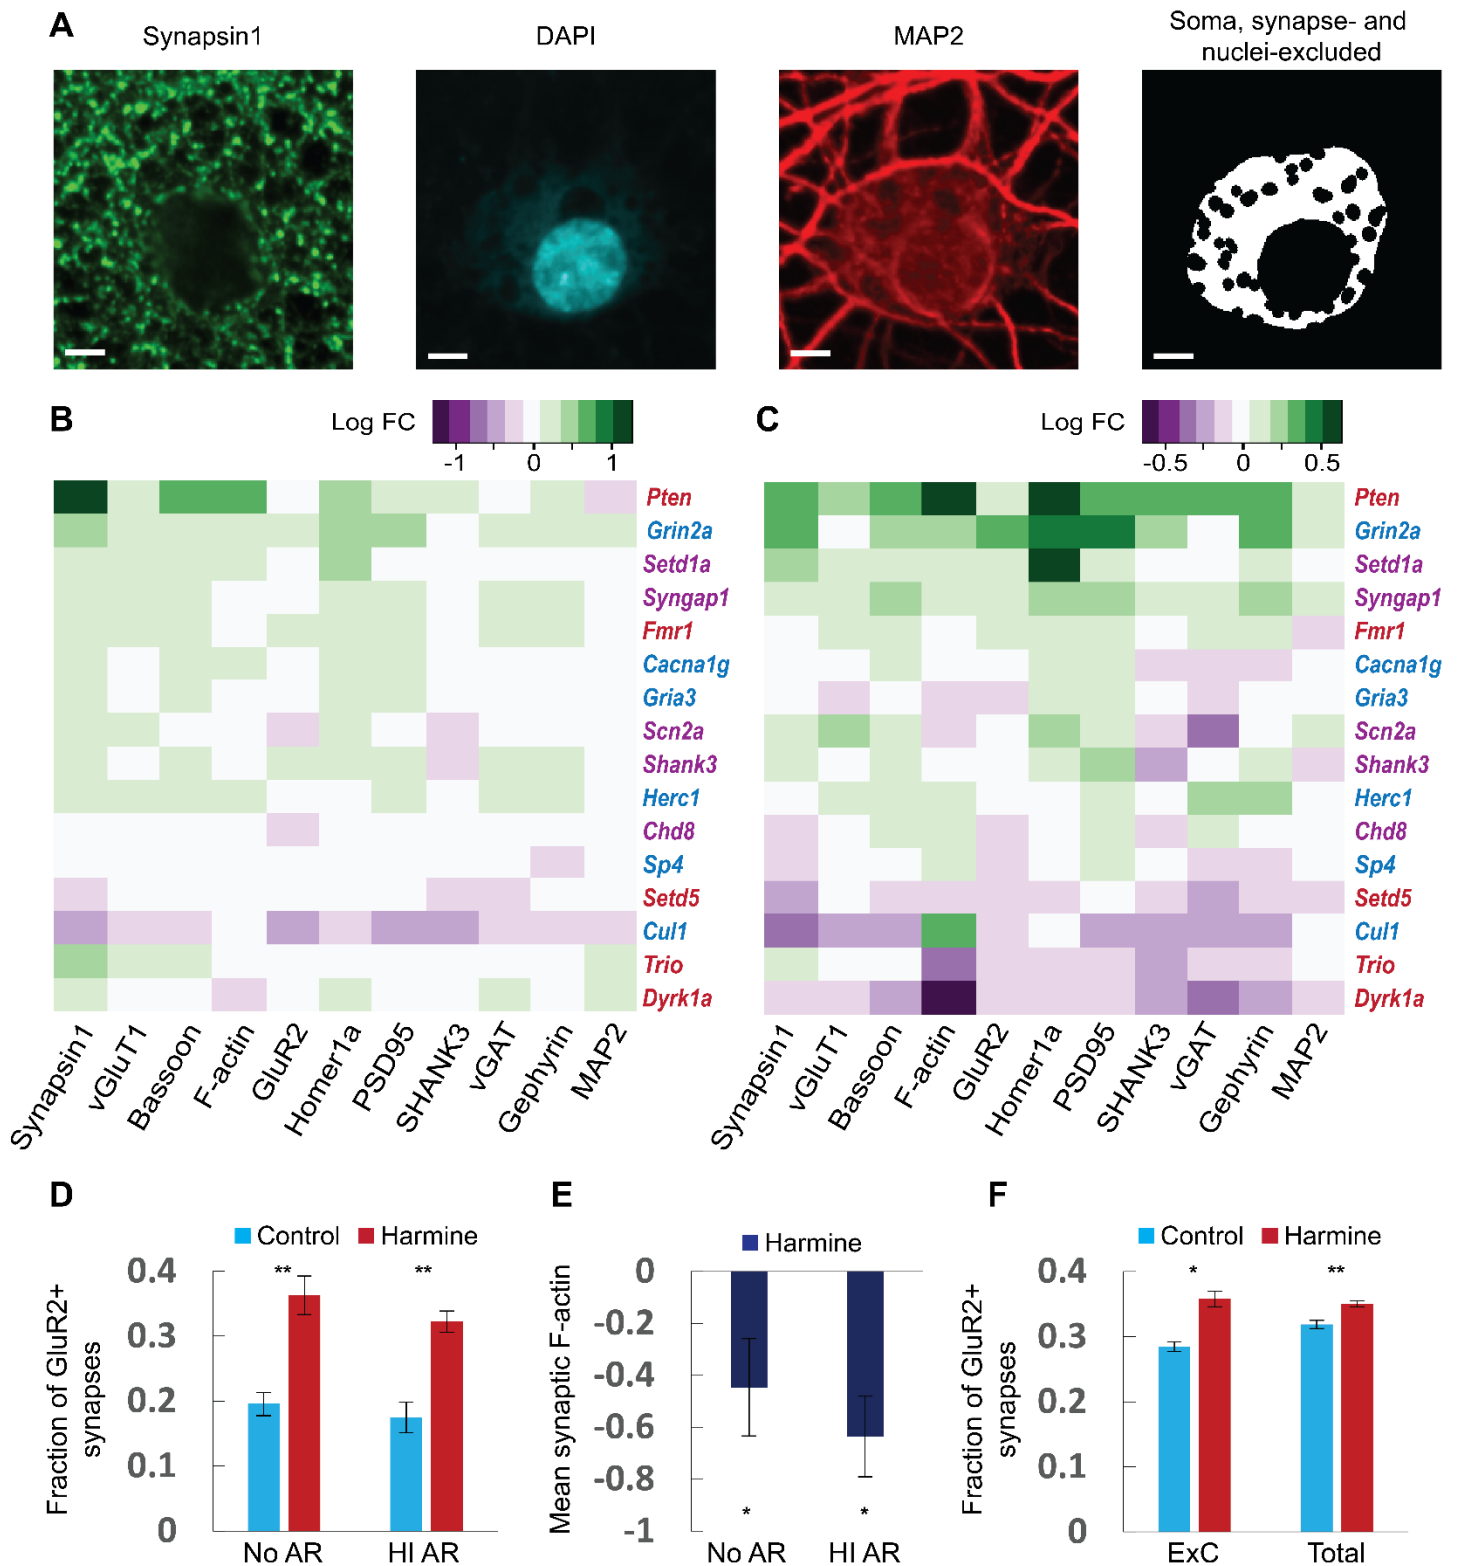 A
Synapsin1
DAPI
MAP2
Soma, synapse- and
nuclei-excluded
B
Log FC
-1 0 1
Pten
Grin2a
Setd1a
Syngap1
Fmr1
Cacna1g
Gria3
Scn2a
Shank3
Herc1
Chd8
Sp4
Setd5
Cul1
Trio
Dyrk1a
Synapsin1
vGluT1
Bassoon
F-actin
GluR2
Homer1a
PSD95
SHANK3
vGAT
Gephyrin
MAP2
C
Log FC
-0.5 0 0.5
Pten
Grin2a
Setd1a
Syngap1
Fmr1
Cacna1g
Gria3
Scn2a
Shank3
Herc1
Chd8
Sp4
Setd5
Cul1
Trio
Dyrk1a
Synapsin1
vGluT1
Bassoon
F-actin
GluR2
Homer1a
PSD95
SHANK3
vGAT
Gephyrin
MAP2
D
Control Harmine
Fraction of GluR2+
synapses
0.4
0.3
0.2
0.1
0
** **
No AR HI AR
E
Harmine
Mean synaptic F-actin
0
-0.2
-0.4
-0.6
-0.8
-1
* *
No AR HI AR
F
Control Harmine
Fraction of GluR2+
synapses
0.4
0.3
0.2
0.1
0
* **
ExC Total